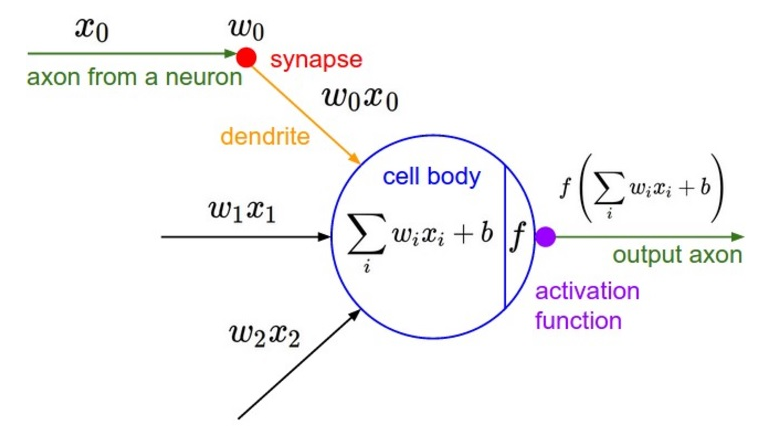 x₀
w₀
synapse
axon from a neuron
w₀x₀
dendrite
cell body
f(∑ᵢ wᵢxᵢ + b)
w₁x₁
∑ᵢ wᵢxᵢ + b
f
output axon
activation
function
w₂x₂